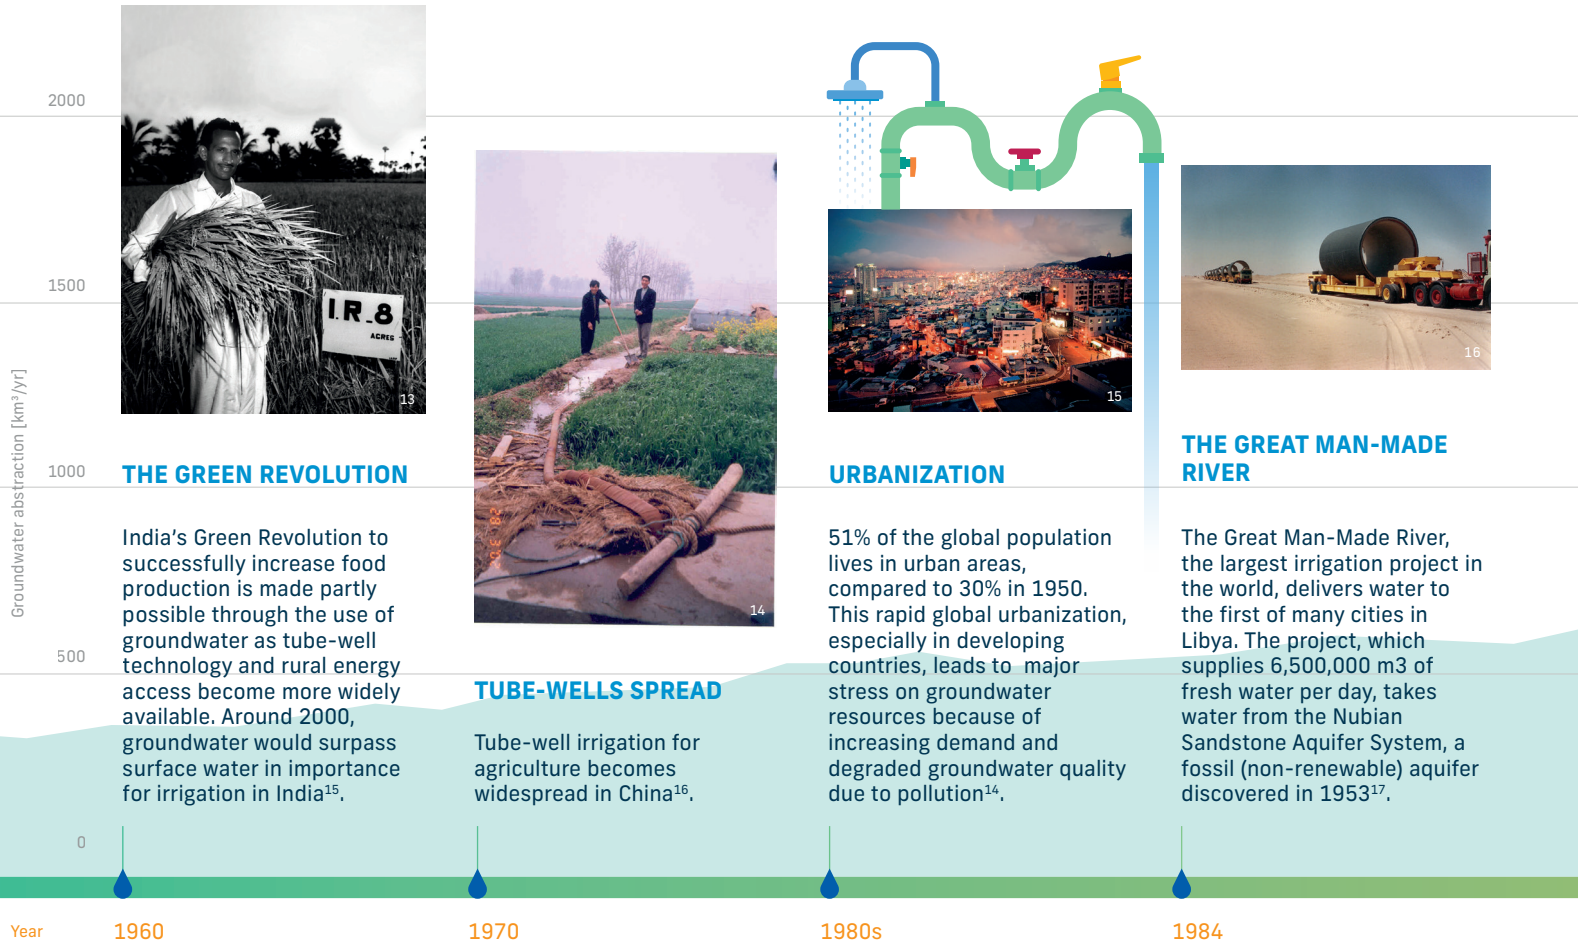 2000
1500
1000
500
0
Groundwater abstraction [km³/yr]
I.R_8
ACRES
13
THE GREEN REVOLUTION
India’s Green Revolution to
successfully increase food
production is made partly
possible through the use of
groundwater as tube-well
technology and rural energy
access become more widely
available. Around 2000,
groundwater would surpass
surface water in importance
for irrigation in India¹⁵.
14
TUBE-WELLS SPREAD
Tube-well irrigation for
agriculture becomes
widespread in China¹⁶.
15
URBANIZATION
51% of the global population
lives in urban areas,
compared to 30% in 1950.
This rapid global urbanization,
especially in developing
countries, leads to  major
stress on groundwater
resources because of
increasing demand and
degraded groundwater quality
due to pollution¹⁴.
16
THE GREAT MAN-MADE
RIVER
The Great Man-Made River,
the largest irrigation project in
the world, delivers water to
the first of many cities in
Libya. The project, which
supplies 6,500,000 m3 of
fresh water per day, takes
water from the Nubian
Sandstone Aquifer System, a
fossil (non-renewable) aquifer
discovered in 1953¹⁷.
Year
1960
1970
1980s
1984